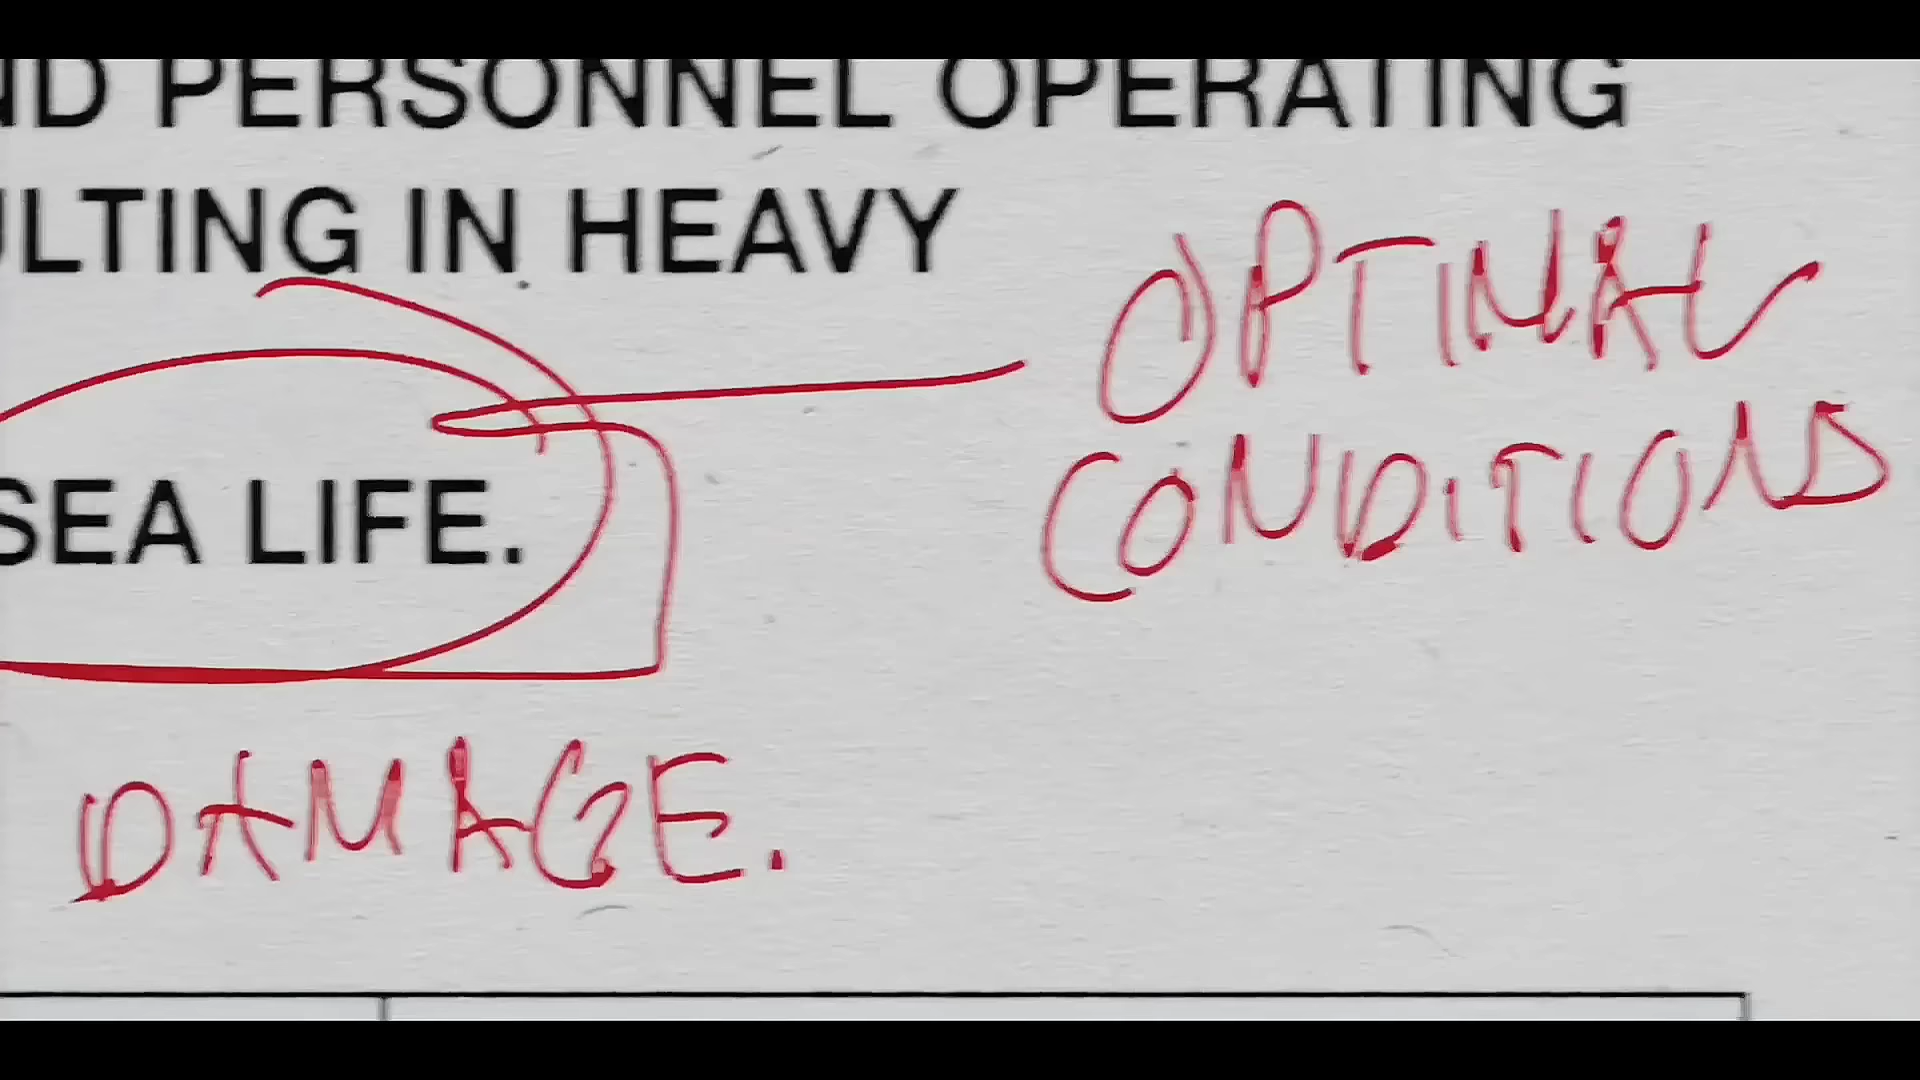 ND PERSONNEL OPERATING
ULTING IN HEAVY
OPTIMAL
CONDITIONS
SEA LIFE.
DAMAGE.